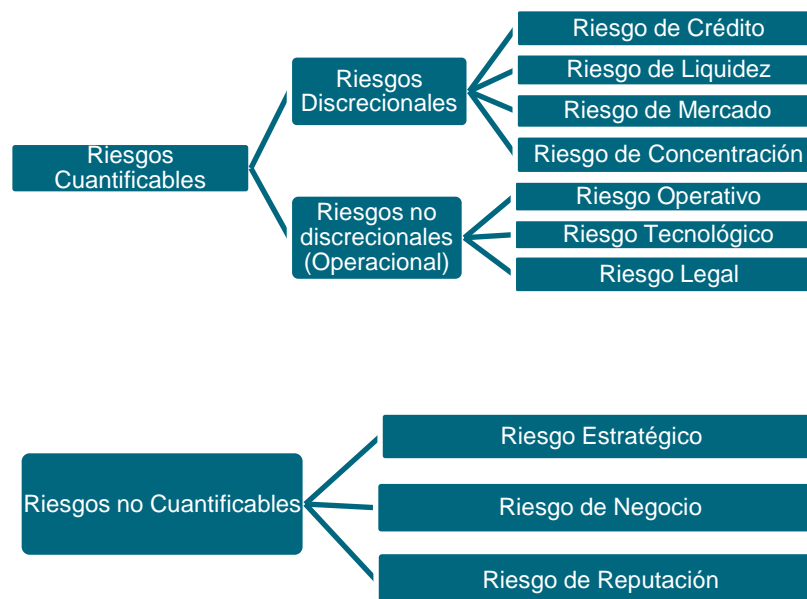 Riesgos
Cuantificables
Riesgos
Discrecionales
Riesgo de Crédito
Riesgo de Liquidez
Riesgo de Mercado
Riesgo de Concentración
Riesgos no
discrecionales
(Operacional)
Riesgo Operativo
Riesgo Tecnológico
Riesgo Legal
Riesgos no Cuantificables
Riesgo Estratégico
Riesgo de Negocio
Riesgo de Reputación